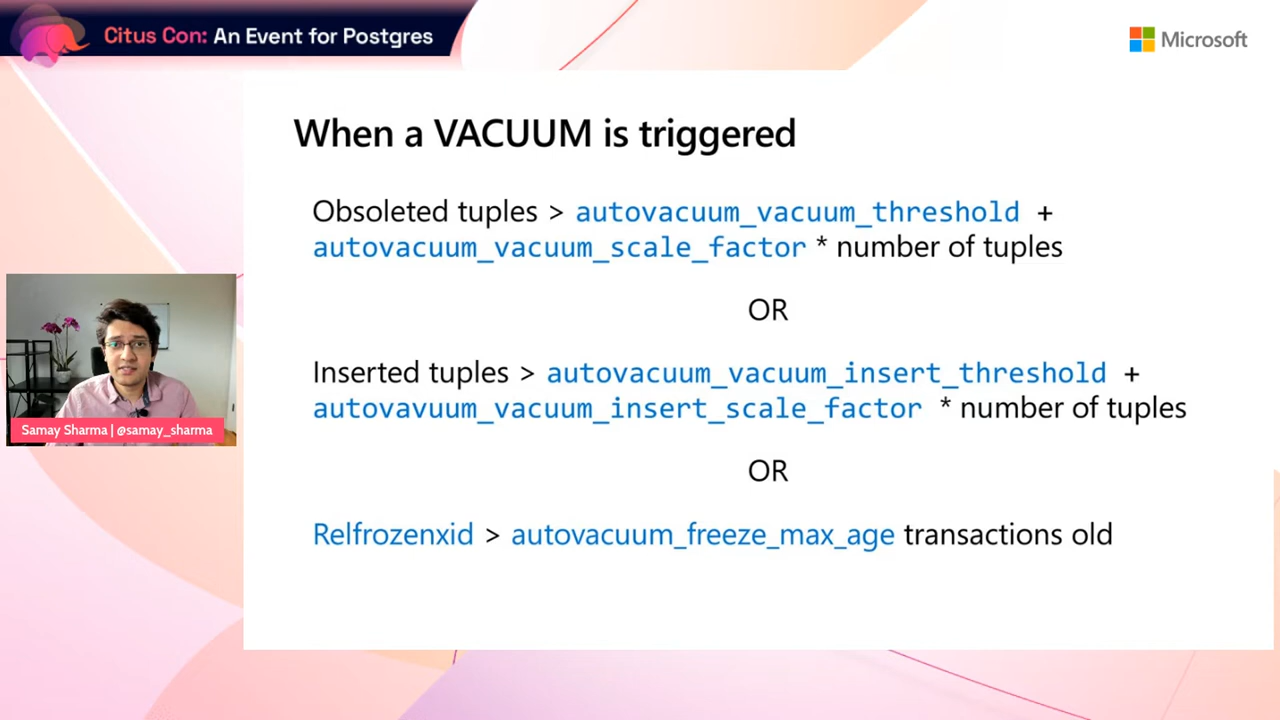 Citus Con: An Event for Postgres
Microsoft
When a VACUUM is triggered
Obsoleted tuples > autovacuum_vacuum_threshold +
autovacuum_vacuum_scale_factor * number of tuples
OR
Inserted tuples > autovacuum_vacuum_insert_threshold +
autovavuum_vacuum_insert_scale_factor * number of tuples
OR
Relfrozenxid > autovacuum_freeze_max_age transactions old
Samay Sharma | @samay_sharma